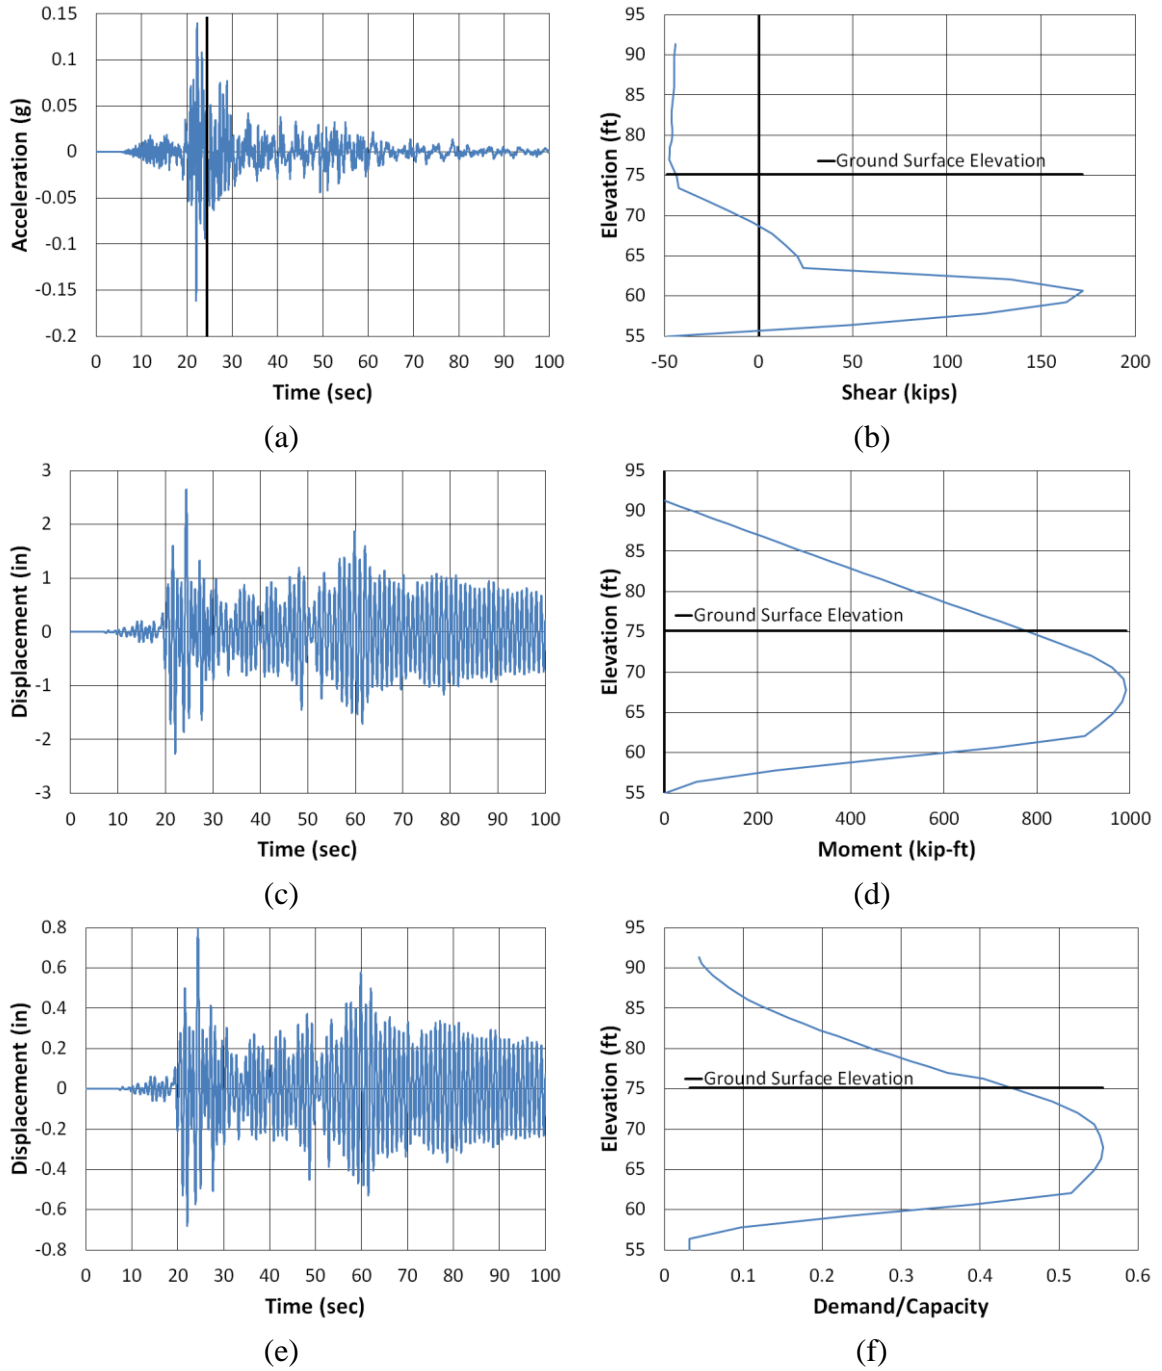 0.15
0.1
0.05
0
-0.05
-0.1
-0.15
-0.2
Acceleration (g)
0 10 20 30 40 50 60 70 80 90 100
Time (sec)
(a)
95
90
85
80
75
70
65
60
55
Elevation (ft)
Ground Surface Elevation
-50 0 50 100 150 200
Shear (kips)
(b)
3
2
1
0
-1
-2
-3
Displacement (in)
0 10 20 30 40 50 60 70 80 90 100
Time (sec)
(c)
95
90
85
80
75
70
65
60
55
Elevation (ft)
Ground Surface Elevation
0 200 400 600 800 1000
Moment (kip-ft)
(d)
0.8
0.6
0.4
0.2
0
-0.2
-0.4
-0.6
-0.8
Displacement (in)
0 10 20 30 40 50 60 70 80 90 100
Time (sec)
(e)
95
90
85
80
75
70
65
60
55
Elevation (ft)
Ground Surface Elevation
0 0.1 0.2 0.3 0.4 0.5 0.6
Demand/Capacity
(f)